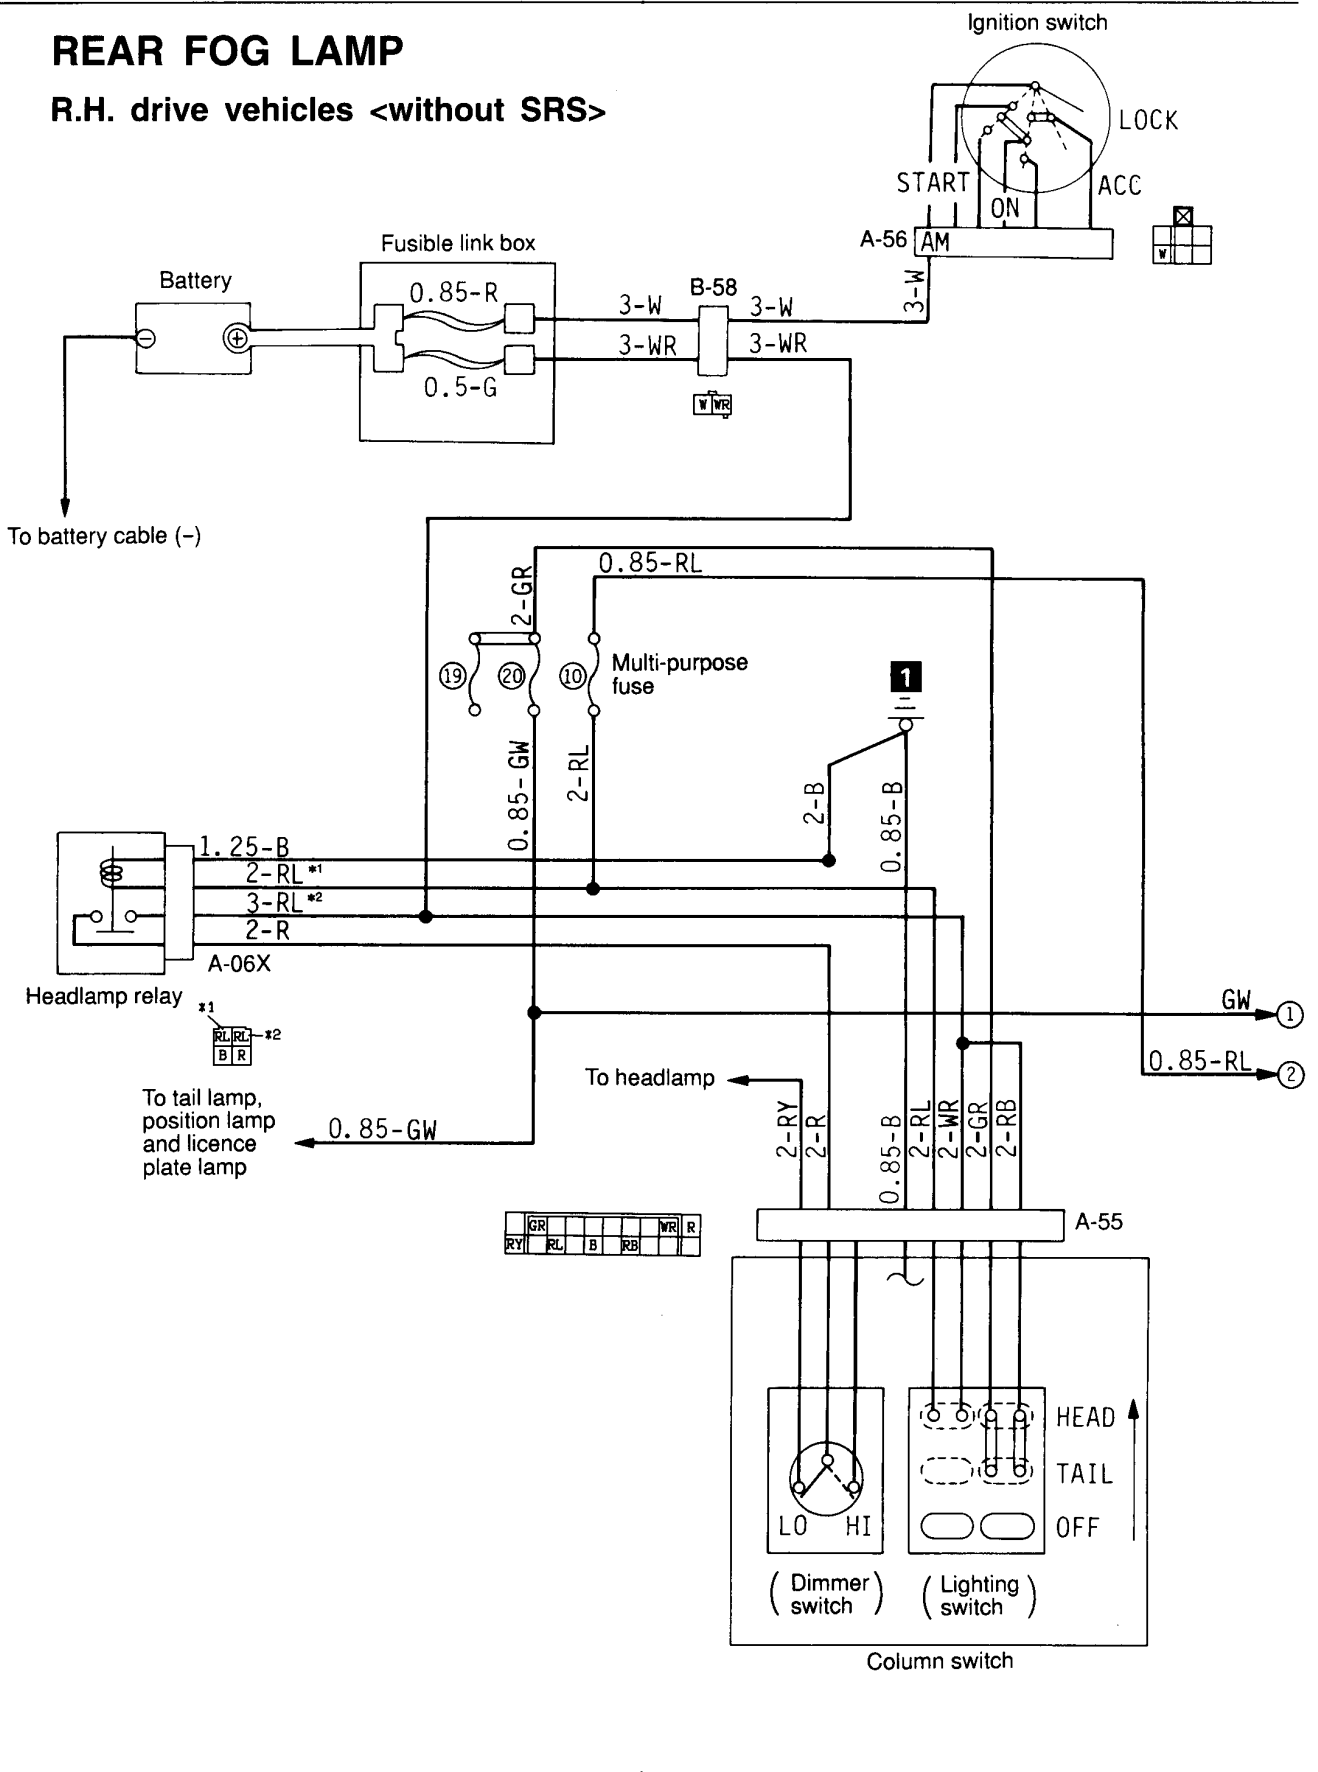 Ignition switch
REAR FOG LAMP
R.H. drive vehicles <without SRS>
LOCK
START
ACC
ON
A-56
AM
W
Fusible link box
Battery
0.85-R
3-W
B-58
3-W
3-W
3-WR
3-WR
0.5-G
W WR
To battery cable (–)
0.85-RL
2-GR
19
20
10
Multi-purpose
fuse
1
0.85-GW
2-RL
2-B
0.85-B
1.25-B
2-RL *1
3-RL *2
2-R
A-06X
Headlamp relay
*1
RL RL
*2
B R
GW
1
0.85-RL
2
To headlamp
To tail lamp,
position lamp
and licence
plate lamp
0.85-GW
2-RY
2-R
0.85-B
2-RL
2-WR
2-GR
2-RB
GR WR R
RY RL B RB
A-55
HEAD
TAIL
LO HI
OFF
(Dimmer
switch)
(Lighting
switch)
Column switch